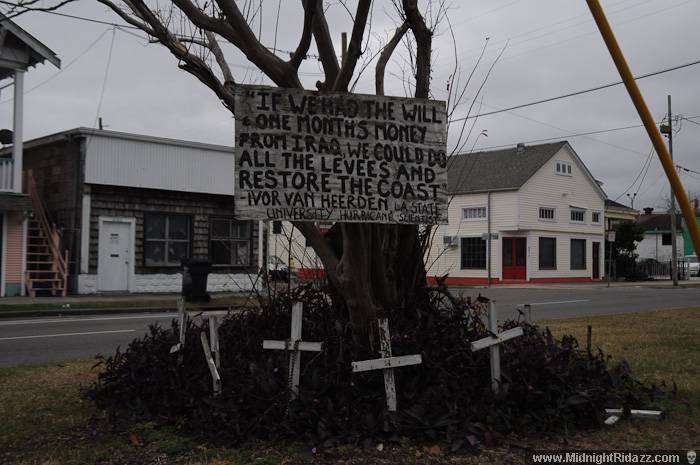 "IF WE HAD THE WILL
& ONE MONTH'S MONEY
FROM IRAQ, WE COULD DO
ALL THE LEVEES AND
RESTORE THE COAST"
-IVOR VAN HEERDEN LA STATE
UNIVERSITY HURRICANE SCIENTIST
www.MidnightRidazz.com